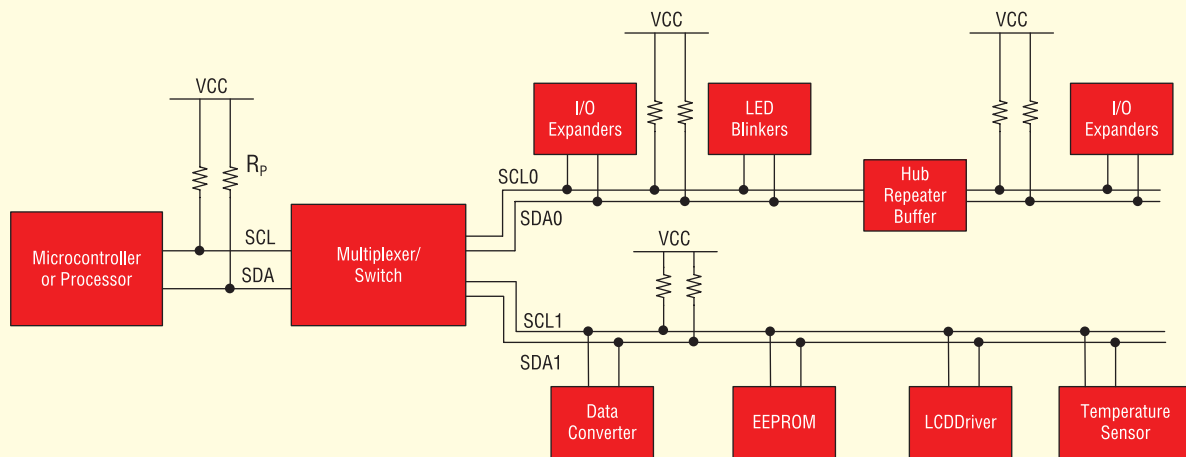 VCC
VCC
VCC
I/O
Expanders
LED
Blinkers
I/O
Expanders
RP
SCL0
SDA0
Hub
Repeater
Buffer
Microcontroller
or Processor
SCL
SDA
Multiplexer/
Switch
VCC
SCL1
SDA1
Data
Converter
EEPROM
LCDDriver
Temperature
Sensor